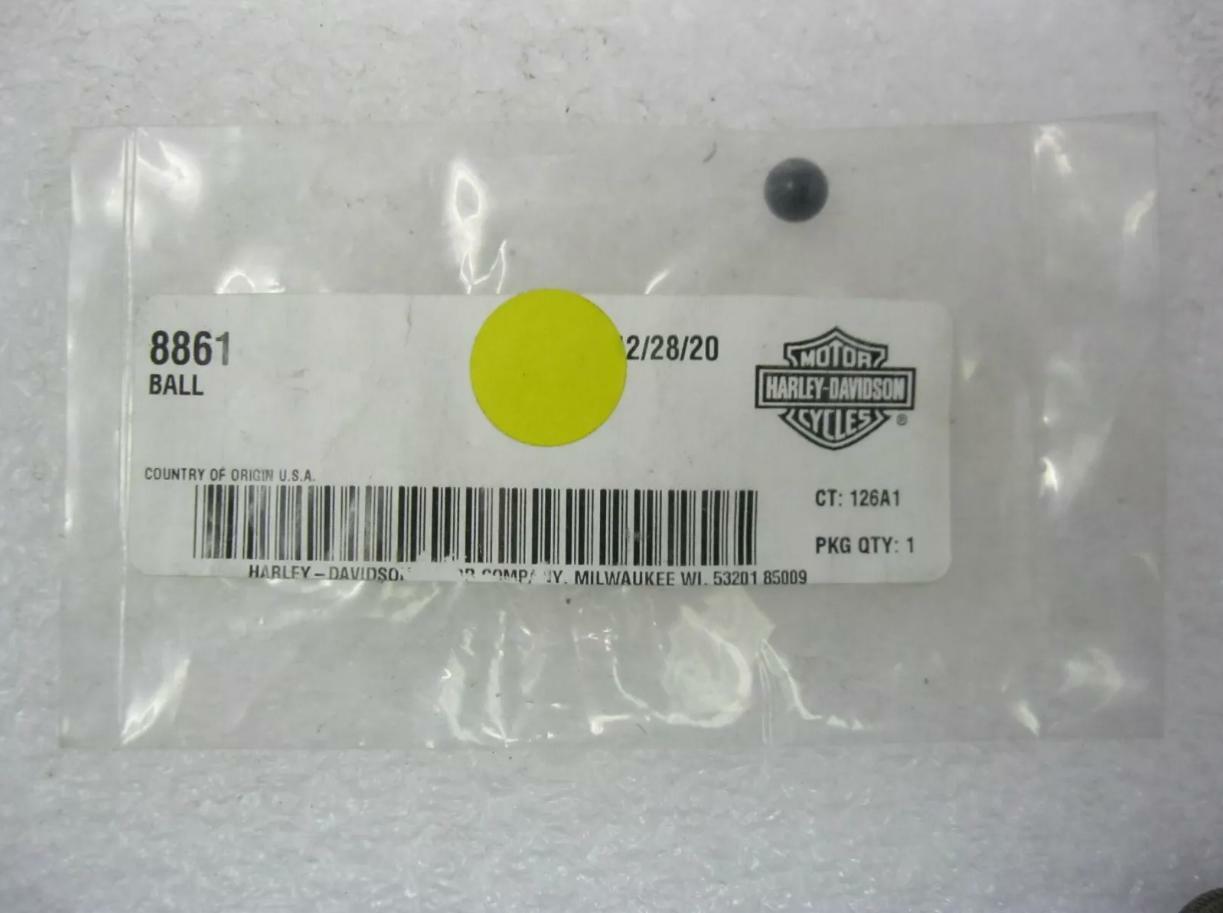 8861
2/28/20
BALL
MOTOR
HARLEY-DAVIDSON
CYCLES ®
COUNTRY OF ORIGIN U.S.A.
CT: 126A1
PKG QTY: 1
MILWAUKEE WI. 53201 85009